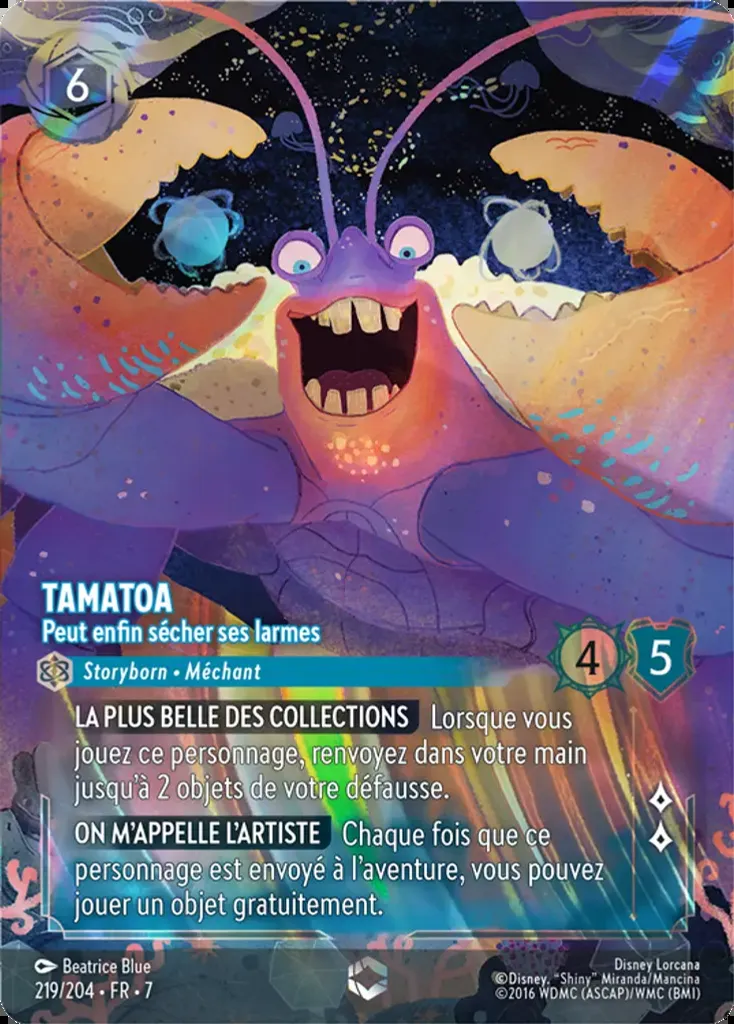 6
TAMATOA
Peut enfin sécher ses larmes
4
5
Storyborn • Méchant
LA PLUS BELLE DES COLLECTIONS Lorsque vous
jouez ce personnage, renvoyez dans votre main
jusqu'à 2 objets de votre défausse.
ON M'APPELLE L'ARTISTE Chaque fois que ce
personnage est envoyé à l'aventure, vous pouvez
jouer un objet gratuitement.
Beatrice Blue
219/204 • FR • 7
Disney Lorcana
©Disney. "Shiny" Miranda/Mancina
©2016 WDMC (ASCAP)/WMC (BMI)